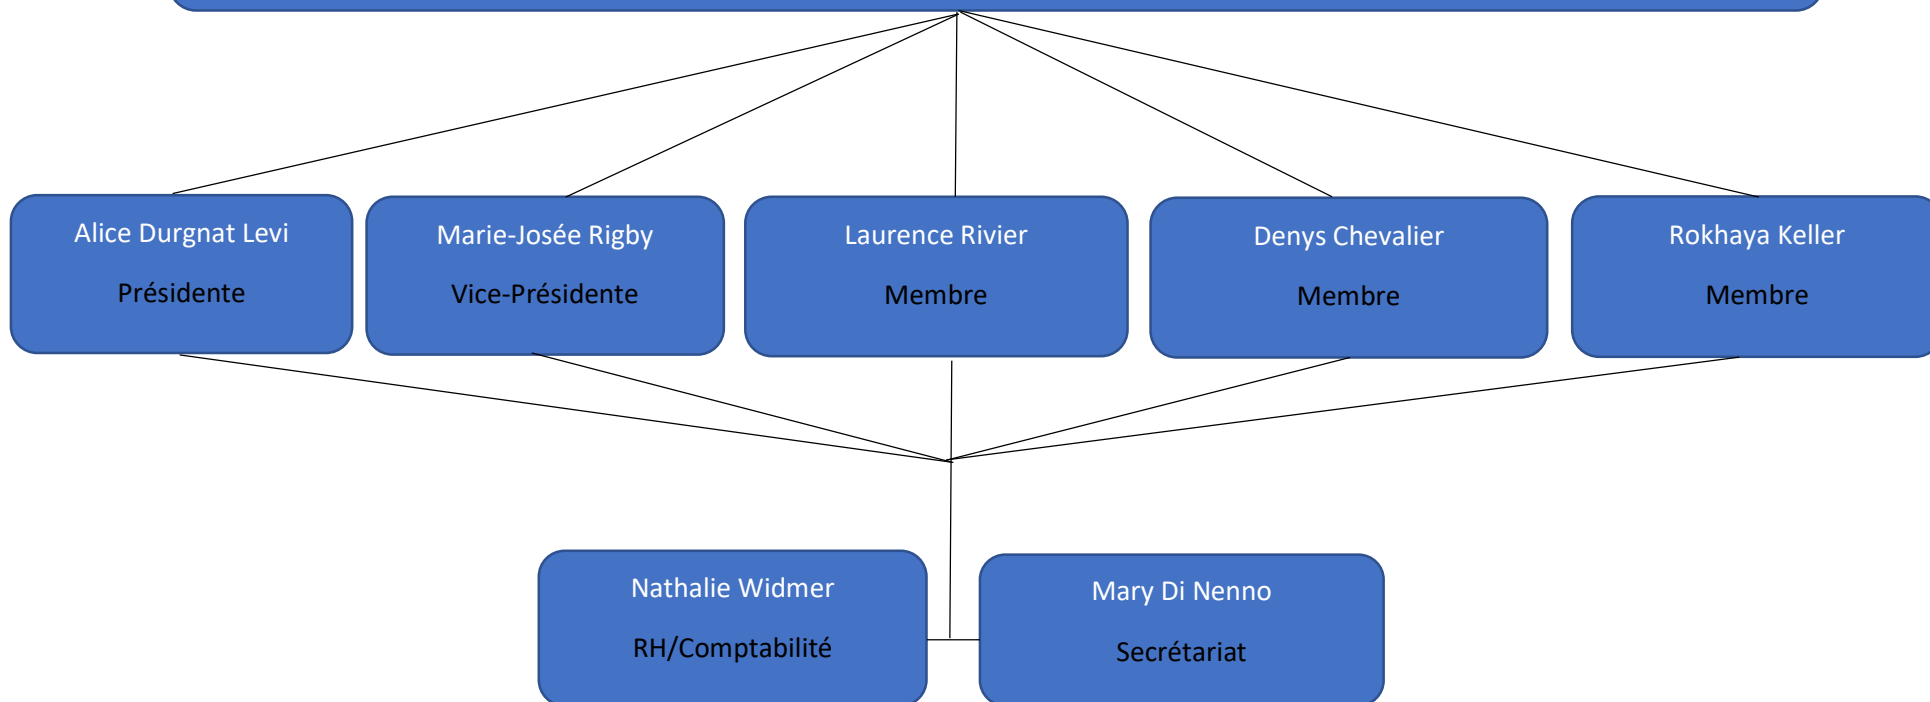 Alice Durgnat Levi
Présidente
Marie-Josée Rigby
Vice-Présidente
Laurence Rivier
Membre
Denys Chevalier
Membre
Rokhaya Keller
Membre
Nathalie Widmer
RH/Comptabilité
Mary Di Nenno
Secrétariat